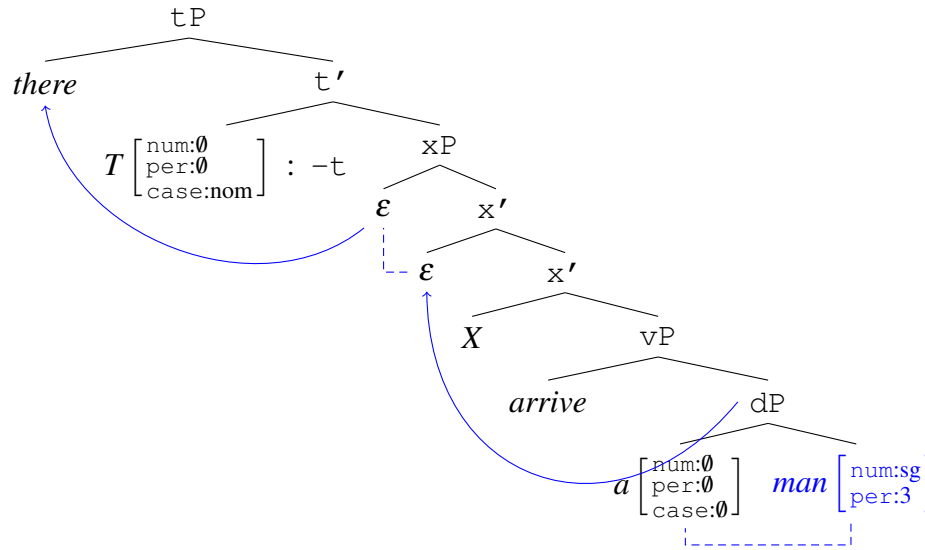 tP
there t′
T [num:∅ per:∅ case:nom] : -t xP
ε x′
ε x′
X vP
arrive dP
a [num:∅ per:∅ case:∅] man [num:sg per:3]